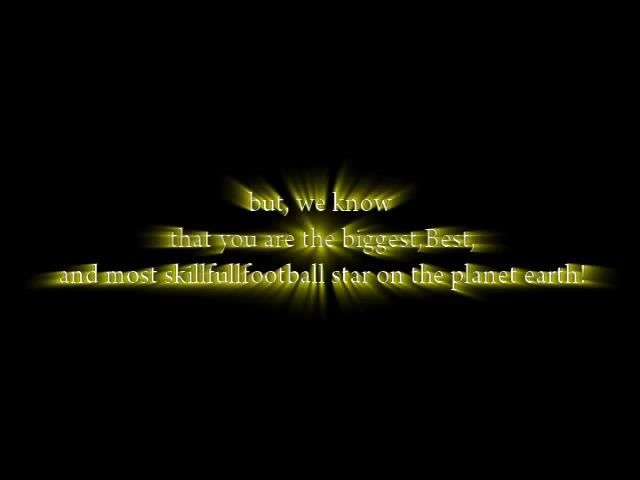 but, we know
that you are the biggest,Best,
and most skillfullfootball star on the planet earth!